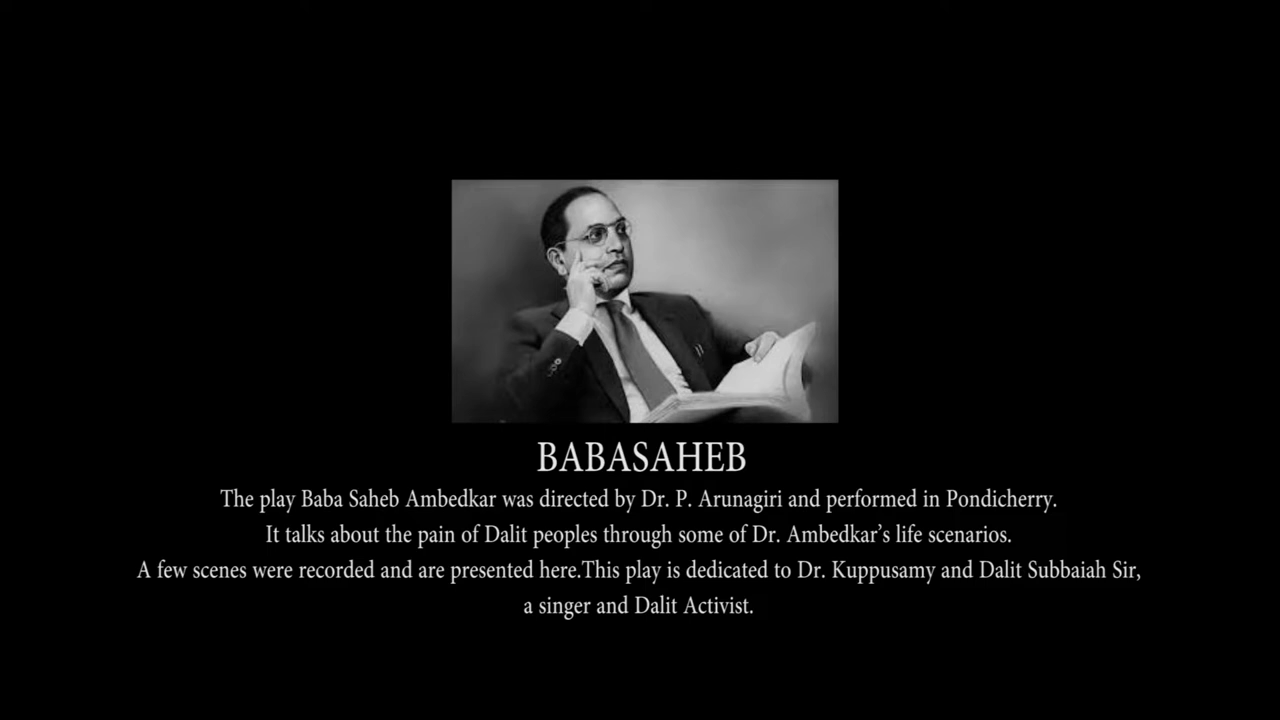 BABASAHEB
The play Baba Saheb Ambedkar was directed by Dr. P. Arunagiri and performed in Pondicherry.
It talks about the pain of Dalit peoples through some of Dr. Ambedkar’s life scenarios.
A few scenes were recorded and are presented here.This play is dedicated to Dr. Kuppusamy and Dalit Subbaiah Sir,
a singer and Dalit Activist.